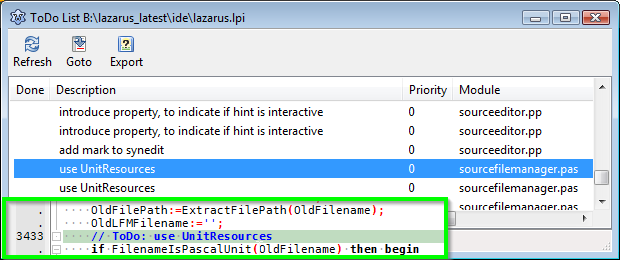 ToDo List B:\lazarus_latest\ide\lazarus.lpi
Refresh Goto Export
Done Description Priority Module
introduce property, to indicate if hint is interactive 0 sourceeditor.pp
introduce property, to indicate if hint is interactive 0 sourceeditor.pp
add mark to synedit 0 sourceeditor.pp
use UnitResources 0 sourcefilemanager.pas
use UnitResources 0 sourcefilemanager.pas
. ····OldFilePath:=ExtractFilePath(OldFilename);
. ····OldLFMFilename:='';
3433 ····//·ToDo:·use·UnitResources
. ····if·FilenameIsPascalUnit(OldFilename)·then·begin